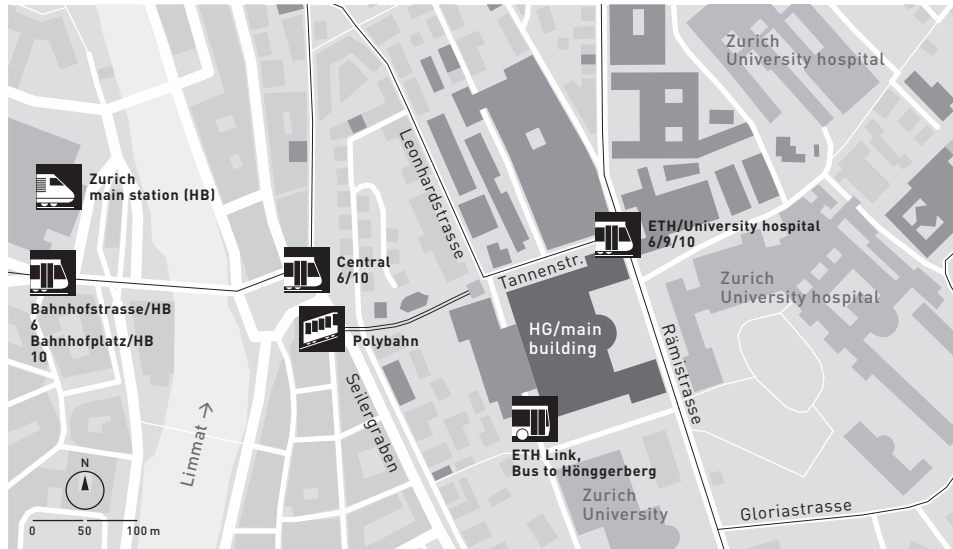 Zurich
University hospital
Leonhardstrasse
Zurich
main station (HB)
ETH/University hospital
6/9/10
Central
6/10
Tannenstr.
Zurich
University hospital
Bahnhofstrasse/HB
6
Bahnhofplatz/HB
10
Polybahn
HG/main
building
Rämistrasse
Seilergraben
Limmat →
ETH Link,
Bus to Hönggerberg
N
Zurich
University
Gloriastrasse
0 50 100 m